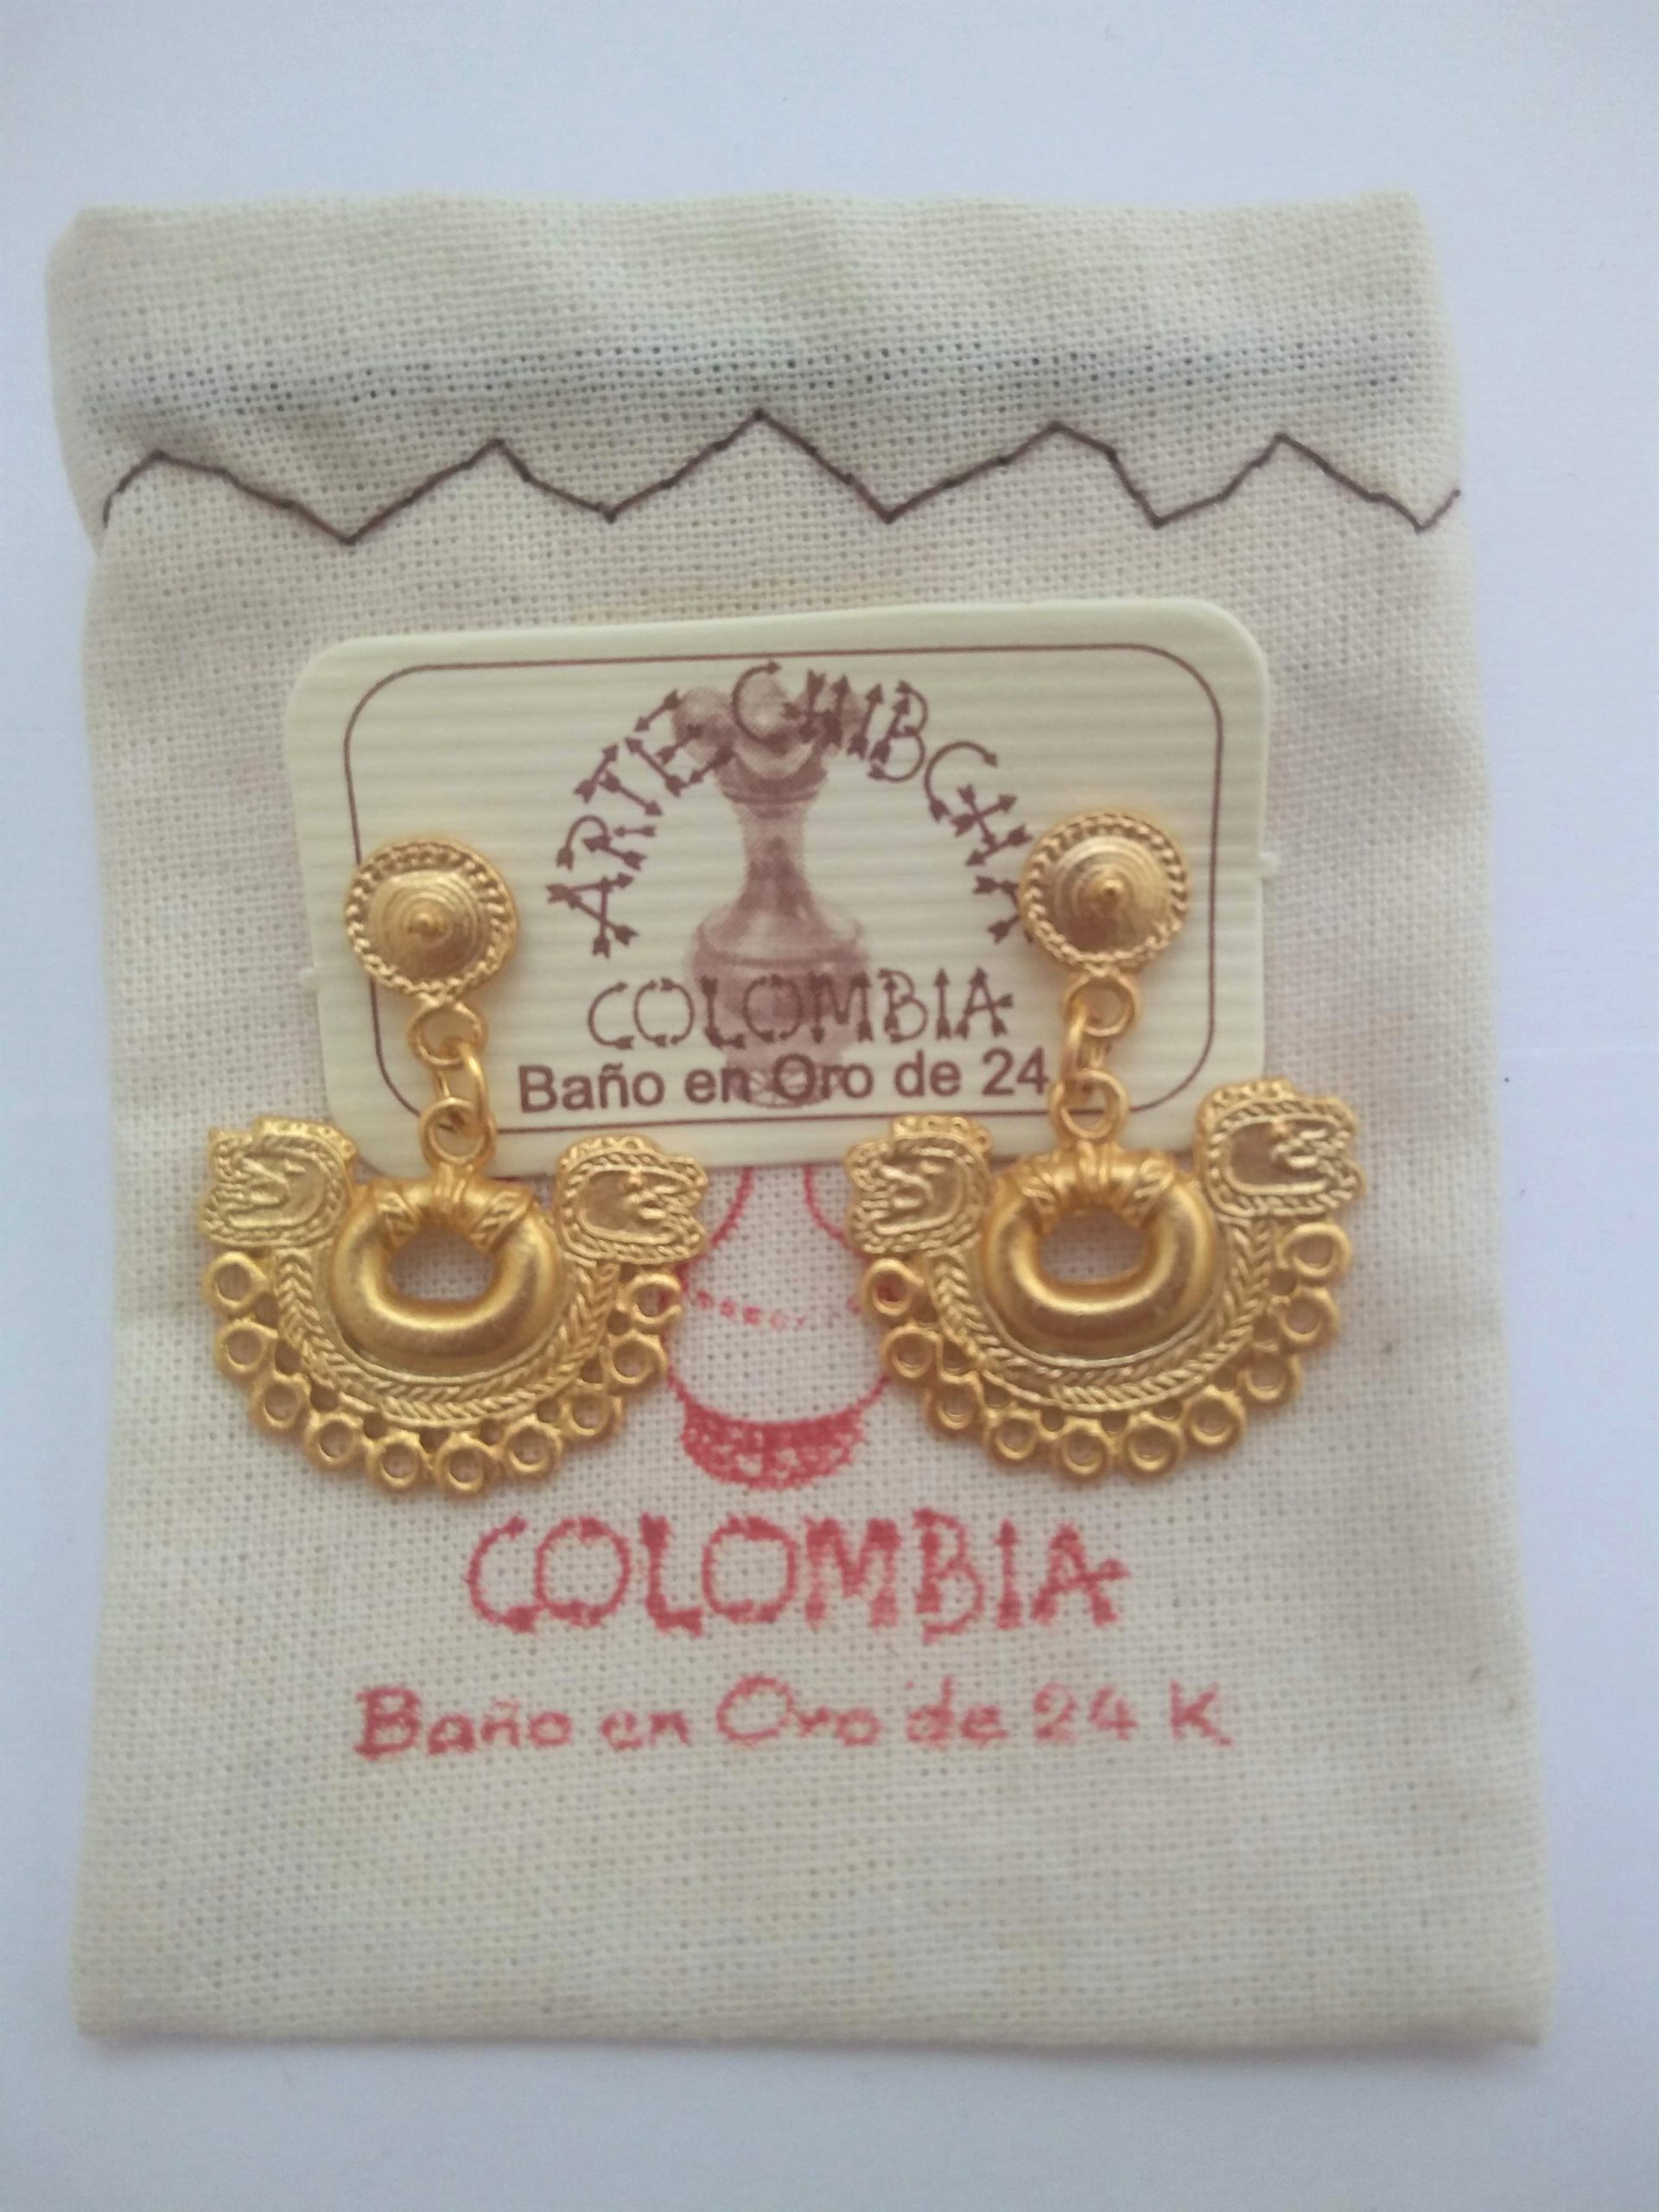 ARTE CHIBCHA
COLOMBIA
Baño en Oro de 24
COLOMBIA
Baño en Oro de 24 K